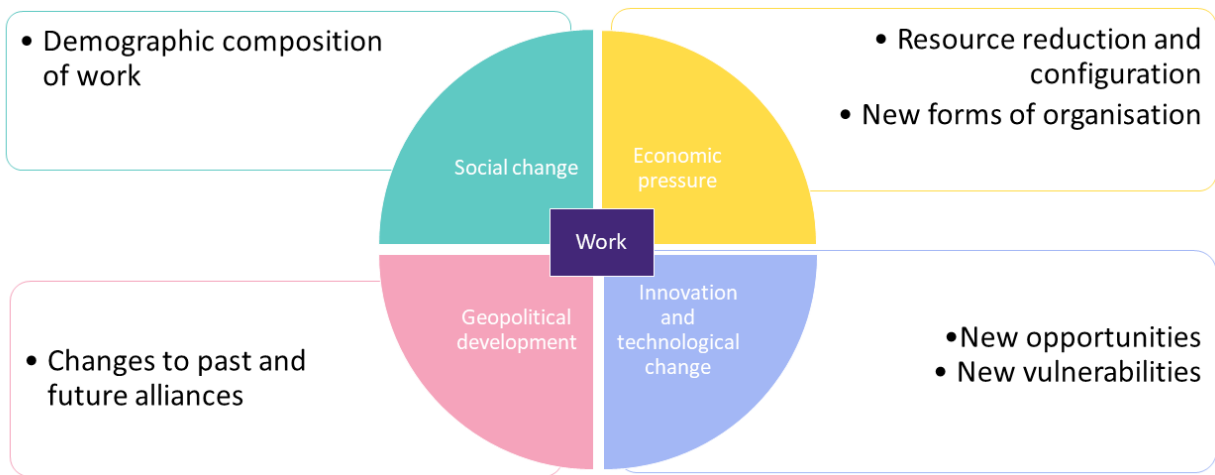 • Demographic composition
of work
• Resource reduction and
configuration
• New forms of organisation
Social change
Economic
pressure
Work
Geopolitical
development
Innovation
and
technological
change
• Changes to past and
future alliances
•New opportunities
• New vulnerabilities